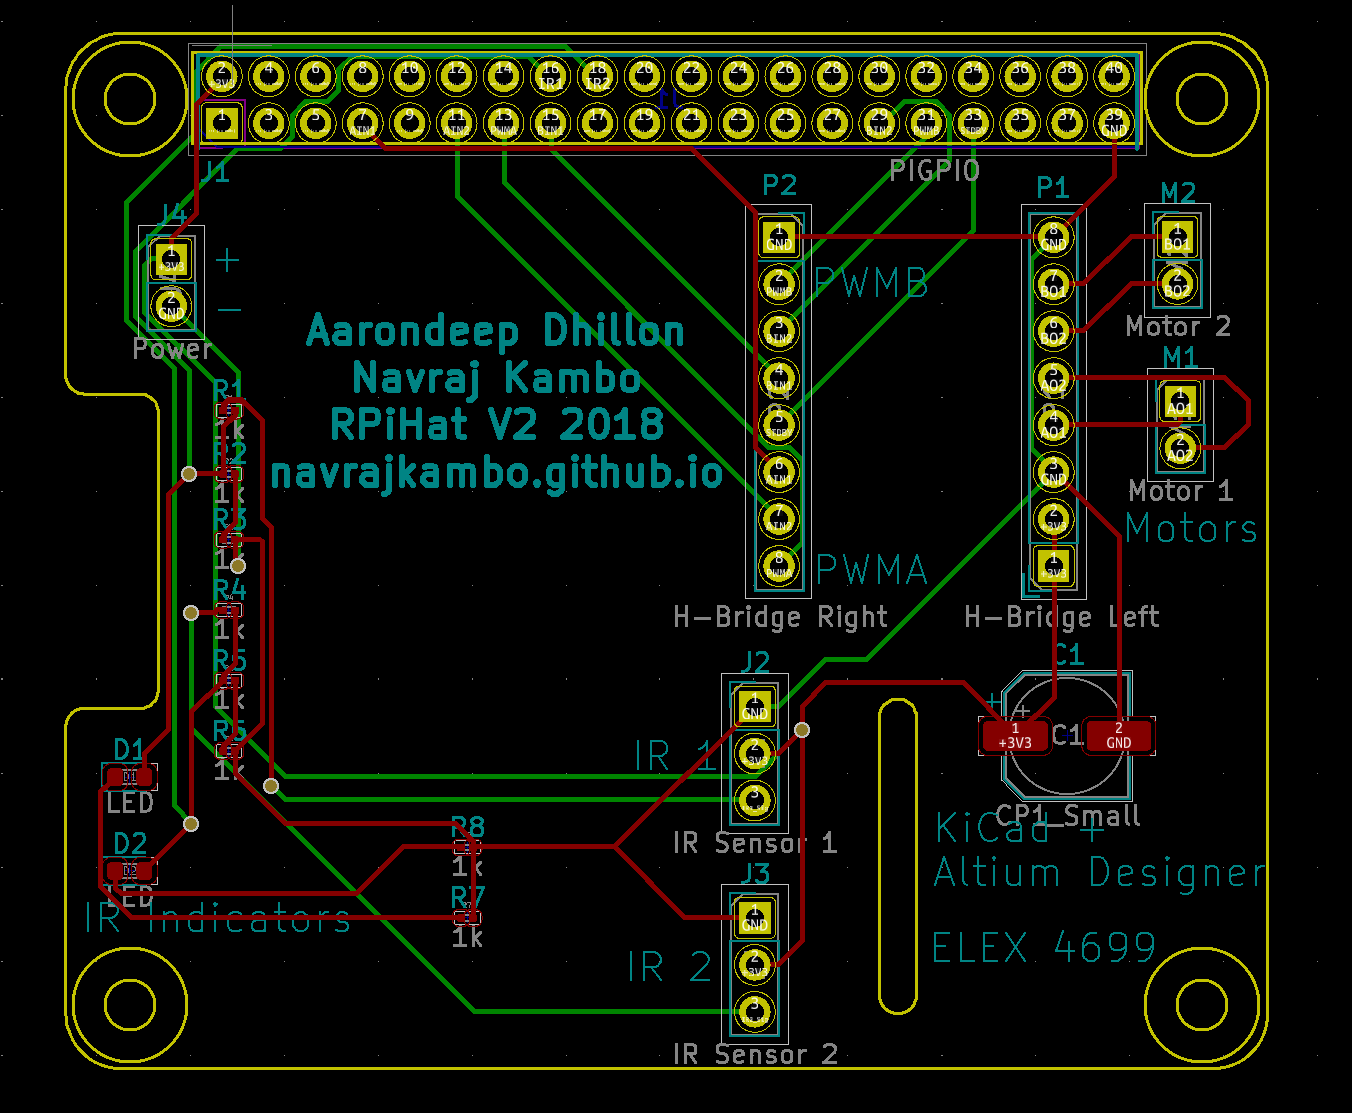 2 4 6 8 10 12 14 16 18 20 22 24 26 28 30 32 34 36 38 40
+3V3 IR1 IR2
1 3 5 7 9 11 13 15 17 19 21 23 25 27 29 31 33 35 37 39
AIN1 AIN2 PWMA BIN1 BIN2 PWMB STDBY GND
J1
PIGPIO
J4
1
+3V3
2
GND
+
−
Power
Aarondeep Dhillon
Navraj Kambo
RPiHat V2 2018
navrajkambo.github.io
P2
1
GND
2
PWMB
3
BIN2
4
BIN1
5
STDBY
6
AIN1
7
AIN2
8
PWMA
PWMB
PWMA
H-Bridge Right
P1
8
GND
7
BO1
6
BO2
5
AO2
4
AO1
3
GND
2
+3V3
1
+3V3
H-Bridge Left
M2
1
BO1
2
BO2
Motor 2
M1
1
AO1
2
AO2
Motor 1
Motors
R1
1k
R2
1k
R3
1k
R4
1k
R5
1k
R6
1k
D1
D1
LED
D2
D2
LED
IR Indicators
R8
1k
R7
1k
J2
1
GND
2
+3V3
3
IR 1
IR Sensor 1
J3
1
GND
2
+3V3
3
IR 2
IR Sensor 2
C1
+
+
1
+3V3
C1
2
GND
CP1_Small
KiCad +
Altium Designer
ELEX 4699